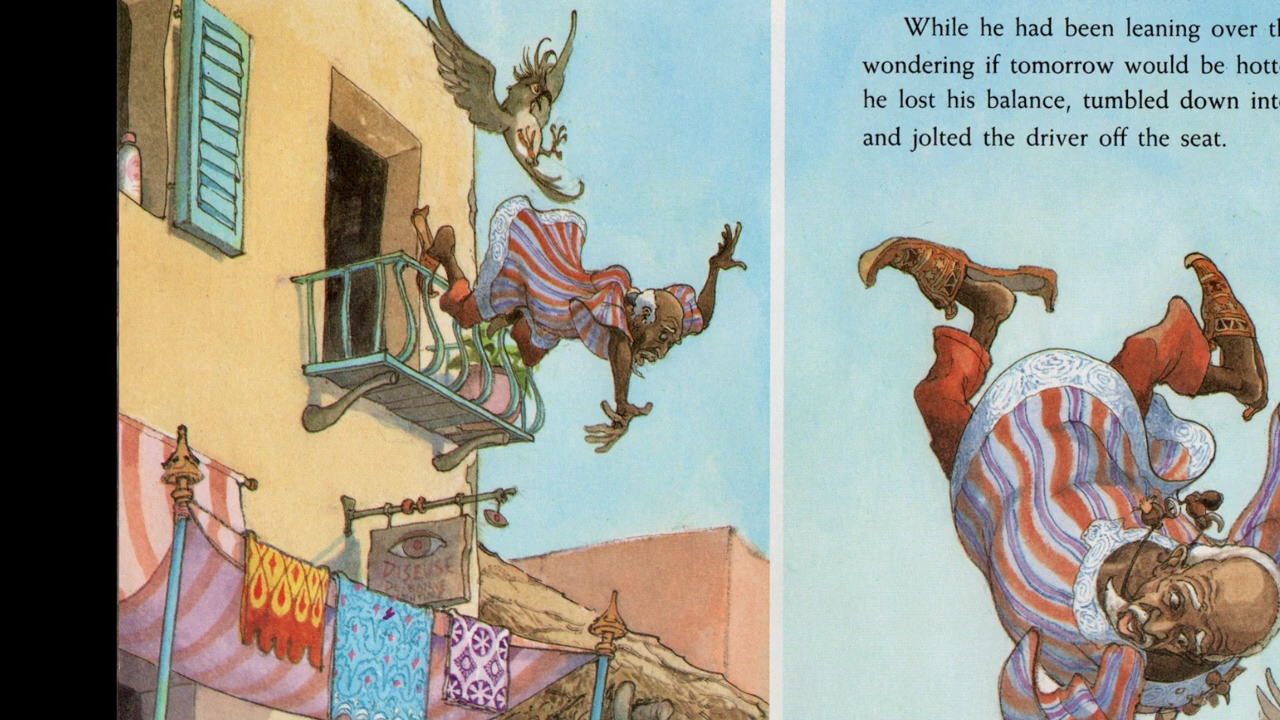 DISEUSE
While he had been leaning over
wondering if tomorrow would be
he lost his balance, tumbled down
and jolted the driver off the seat.